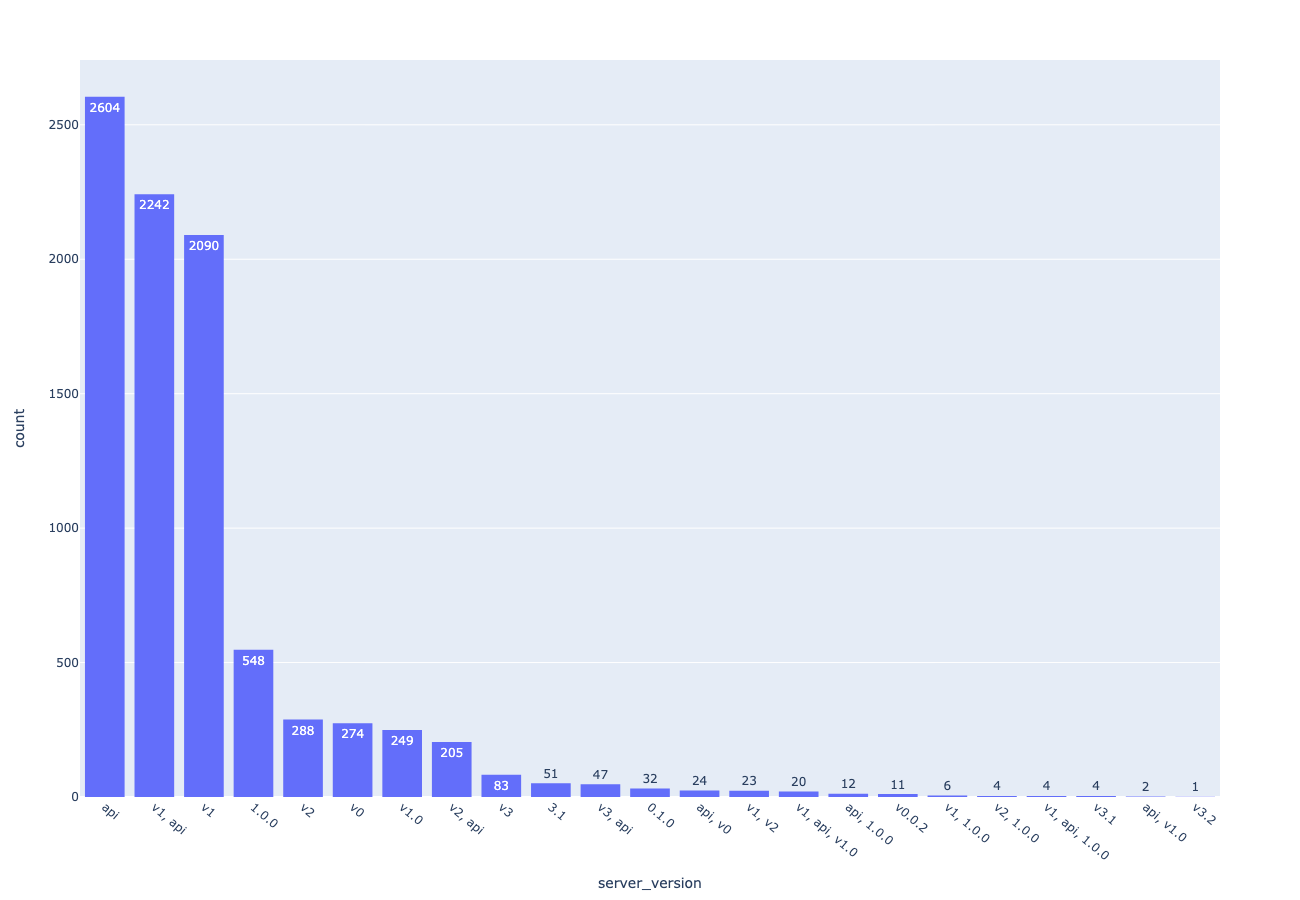 2604
2242
2090
548
288
274
249
205
83
51
47
32
24
23
20
12
11
6
4
4
4
2
1
2500
2000
1500
1000
500
0
count
api
v1, api
v1
1.0.0
v2
v0
v1.0
v2, api
v3
3.1
v3, api
0.1.0
api, v0
v1, v2
v1, api, v1.0
api, 1.0.0
v0.0.2
v1, 1.0.0
v2, 1.0.0
v1, api, 1.0.0
v3.1
api, v1.0
v3.2
server_version